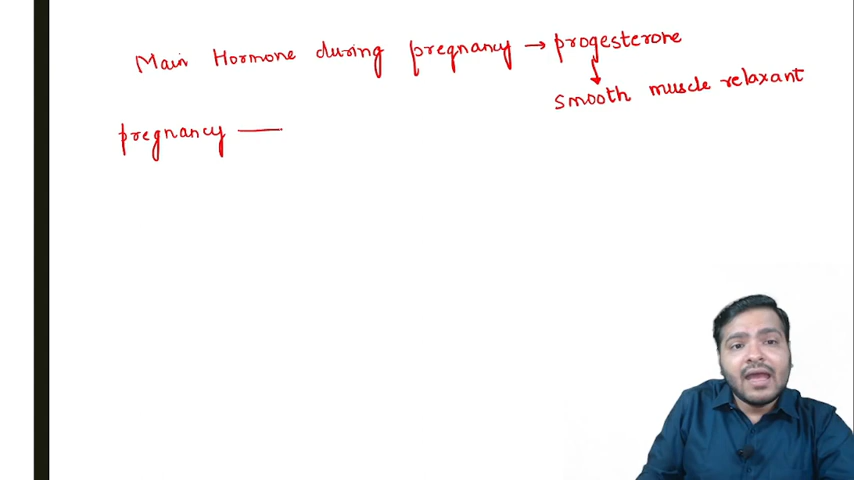 Main Hormone during pregnancy → progesterone
↓
smooth muscle relaxant
pregnancy —